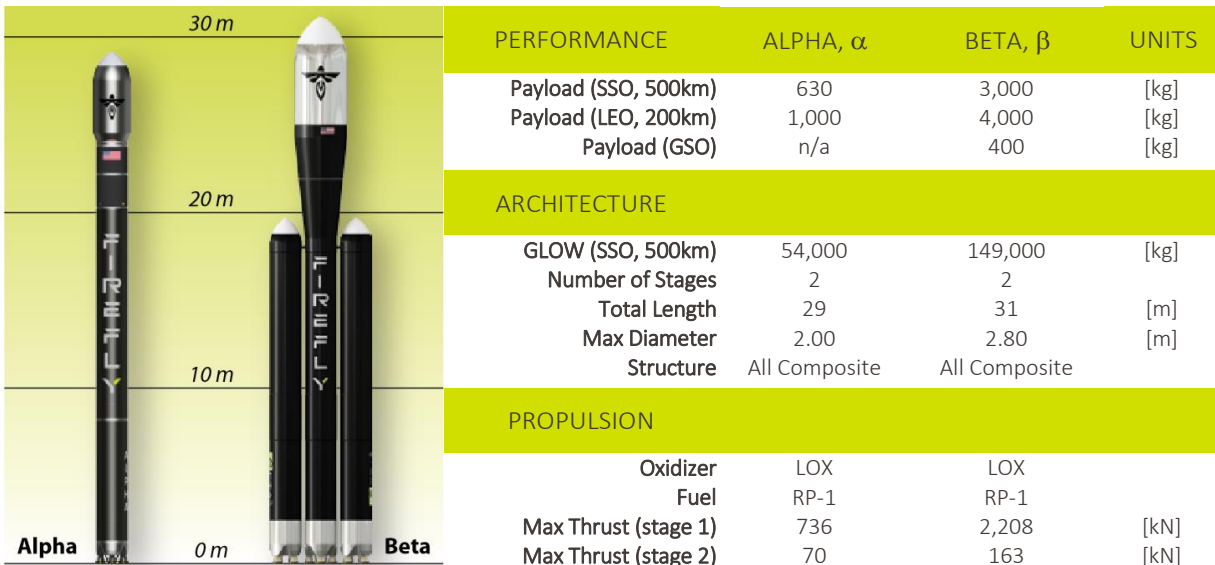 30 m
20 m
10 m
0 m
Alpha
Beta
FIREFLY
FIREFLY
PERFORMANCE ALPHA, α BETA, β UNITS
Payload (SSO, 500km) 630 3,000 [kg]
Payload (LEO, 200km) 1,000 4,000 [kg]
Payload (GSO) n/a 400 [kg]
ARCHITECTURE
GLOW (SSO, 500km) 54,000 149,000 [kg]
Number of Stages 2 2
Total Length 29 31 [m]
Max Diameter 2.00 2.80 [m]
Structure All Composite All Composite
PROPULSION
Oxidizer LOX LOX
Fuel RP-1 RP-1
Max Thrust (stage 1) 736 2,208 [kN]
Max Thrust (stage 2) 70 163 [kN]